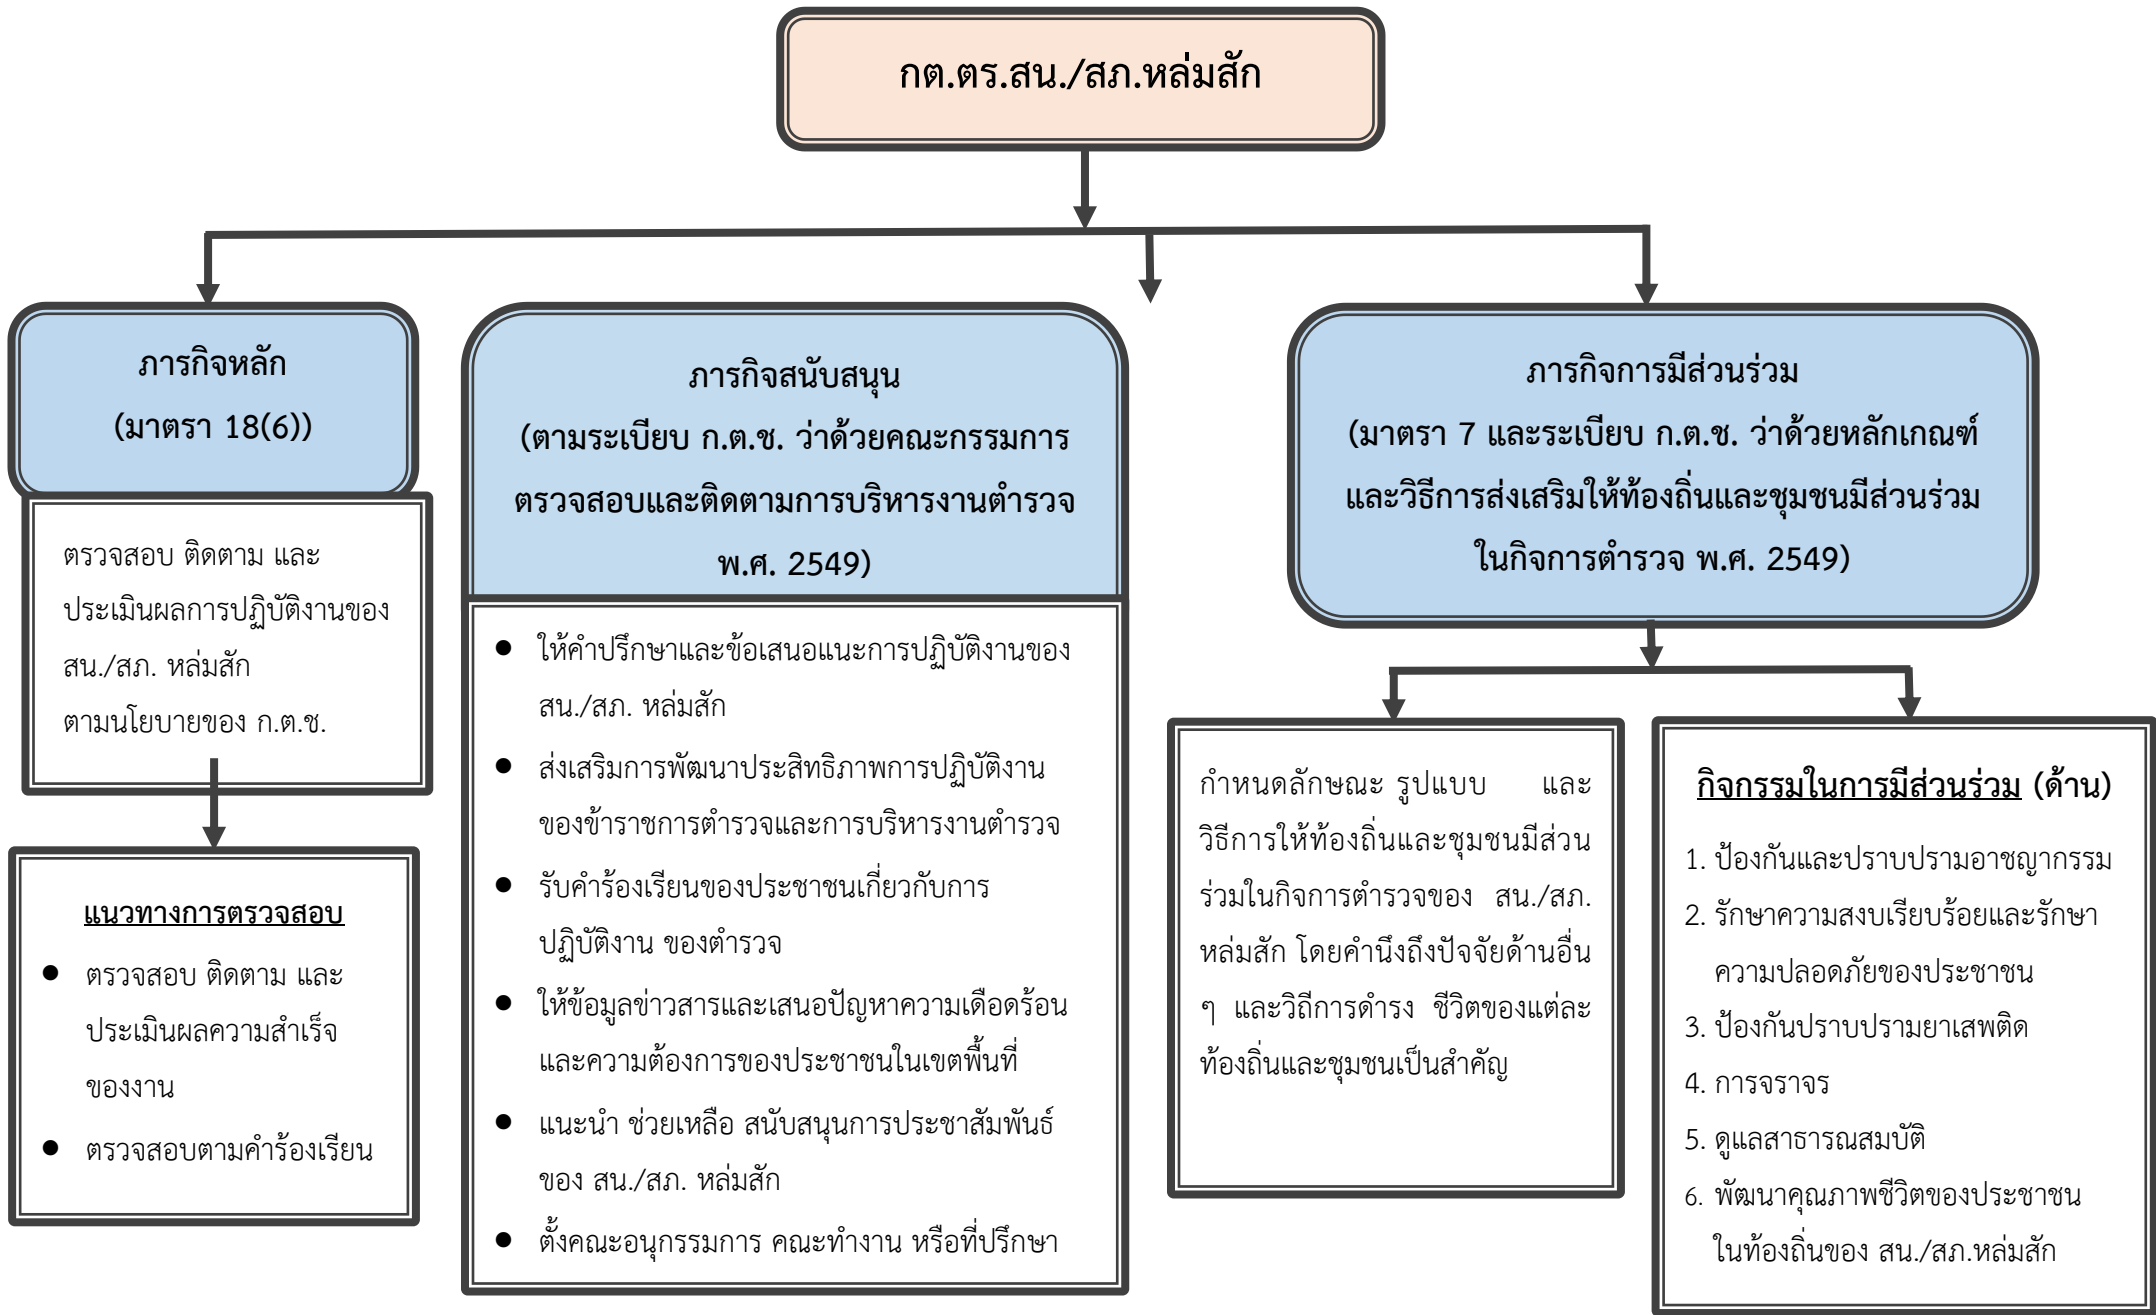 กต.ตร.สน./สภ.หล่มสัก
ภารกิจหลัก
(มาตรา 18(6))
ตรวจสอบ ติดตาม และ
ประเมินผลการปฏิบัติงานของ
สน./สภ. หล่มสัก
ตามนโยบายของ ก.ต.ช.
แนวทางการตรวจสอบ
● ตรวจสอบ ติดตาม และ
ประเมินผลความสำเร็จ
ของงาน
● ตรวจสอบตามคำร้องเรียน
ภารกิจสนับสนุน
(ตามระเบียบ ก.ต.ช. ว่าด้วยคณะกรรมการ
ตรวจสอบและติดตามการบริหารงานตำรวจ
พ.ศ. 2549)
● ให้คำปรึกษาและข้อเสนอแนะการปฏิบัติงานของ
สน./สภ. หล่มสัก
● ส่งเสริมการพัฒนาประสิทธิภาพการปฏิบัติงาน
ของข้าราชการตำรวจและการบริหารงานตำรวจ
● รับคำร้องเรียนของประชาชนเกี่ยวกับการ
ปฏิบัติงาน ของตำรวจ
● ให้ข้อมูลข่าวสารและเสนอปัญหาความเดือดร้อน
และความต้องการของประชาชนในเขตพื้นที่
● แนะนำ ช่วยเหลือ สนับสนุนการประชาสัมพันธ์
ของ สน./สภ. หล่มสัก
● ตั้งคณะอนุกรรมการ คณะทำงาน หรือที่ปรึกษา
ภารกิจการมีส่วนร่วม
(มาตรา 7 และระเบียบ ก.ต.ช. ว่าด้วยหลักเกณฑ์
และวิธีการส่งเสริมให้ท้องถิ่นและชุมชนมีส่วนร่วม
ในกิจการตำรวจ พ.ศ. 2549)
กำหนดลักษณะ รูปแบบ และ
วิธีการให้ท้องถิ่นและชุมชนมีส่วน
ร่วมในกิจการตำรวจของ สน./สภ.
หล่มสัก โดยคำนึงถึงปัจจัยด้านอื่น
ๆ และวิถีการดำรง ชีวิตของแต่ละ
ท้องถิ่นและชุมชนเป็นสำคัญ
กิจกรรมในการมีส่วนร่วม (ด้าน)
1. ป้องกันและปราบปรามอาชญากรรม
2. รักษาความสงบเรียบร้อยและรักษา
ความปลอดภัยของประชาชน
3. ป้องกันปราบปรามยาเสพติด
4. การจราจร
5. ดูแลสาธารณสมบัติ
6. พัฒนาคุณภาพชีวิตของประชาชน
ในท้องถิ่นของ สน./สภ.หล่มสัก